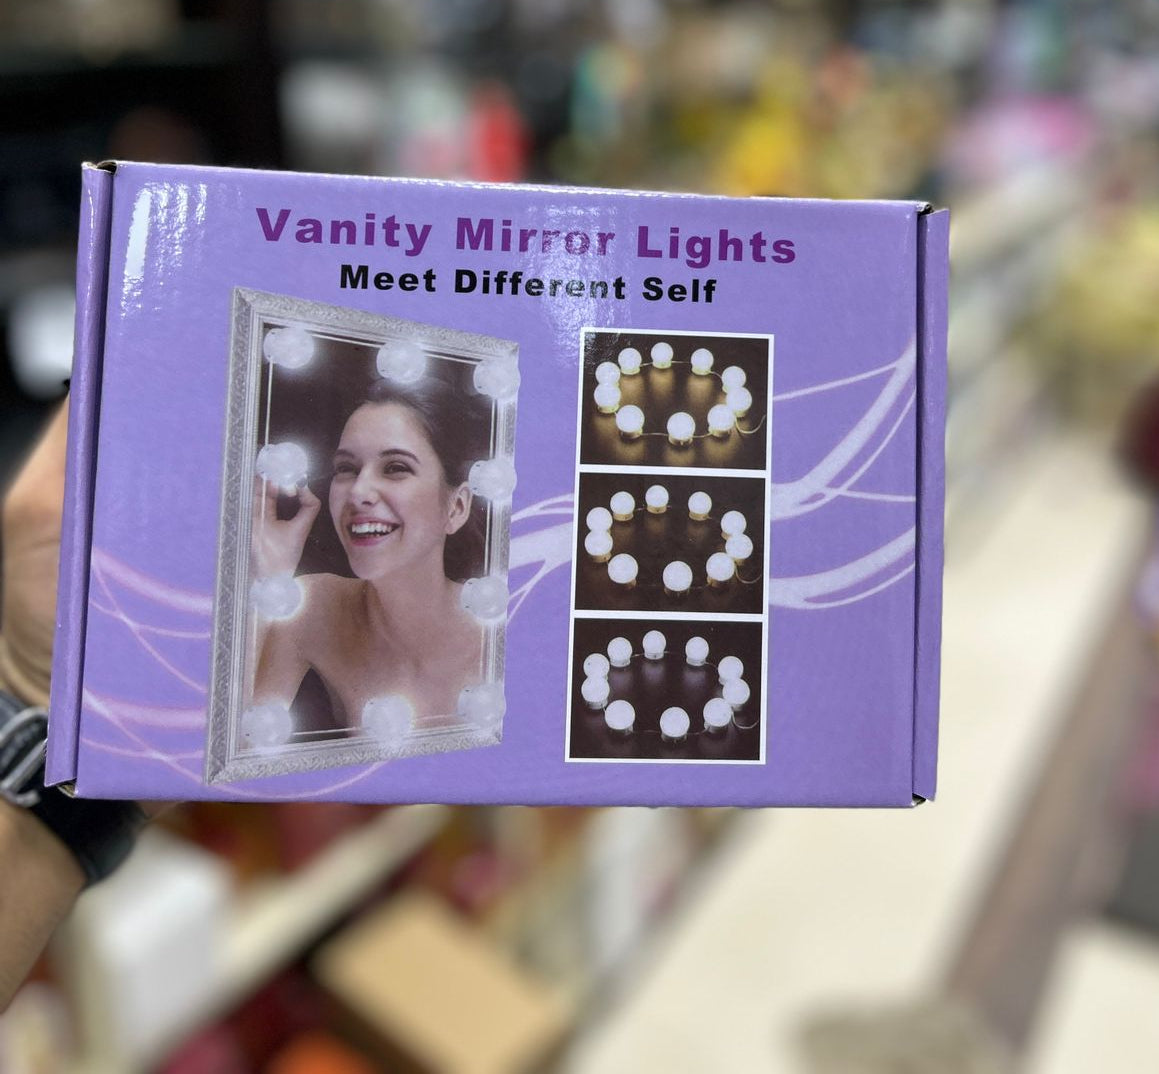 Vanity Mirror Lights
Meet Different Self